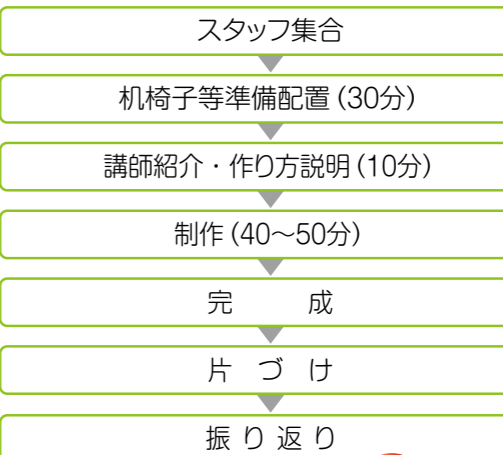 スタッフ集合
机椅子等準備配置（30分）
講師紹介・作り方説明（10分）
制作（40～50分）
完　　成
片 づ け
振 り 返 り